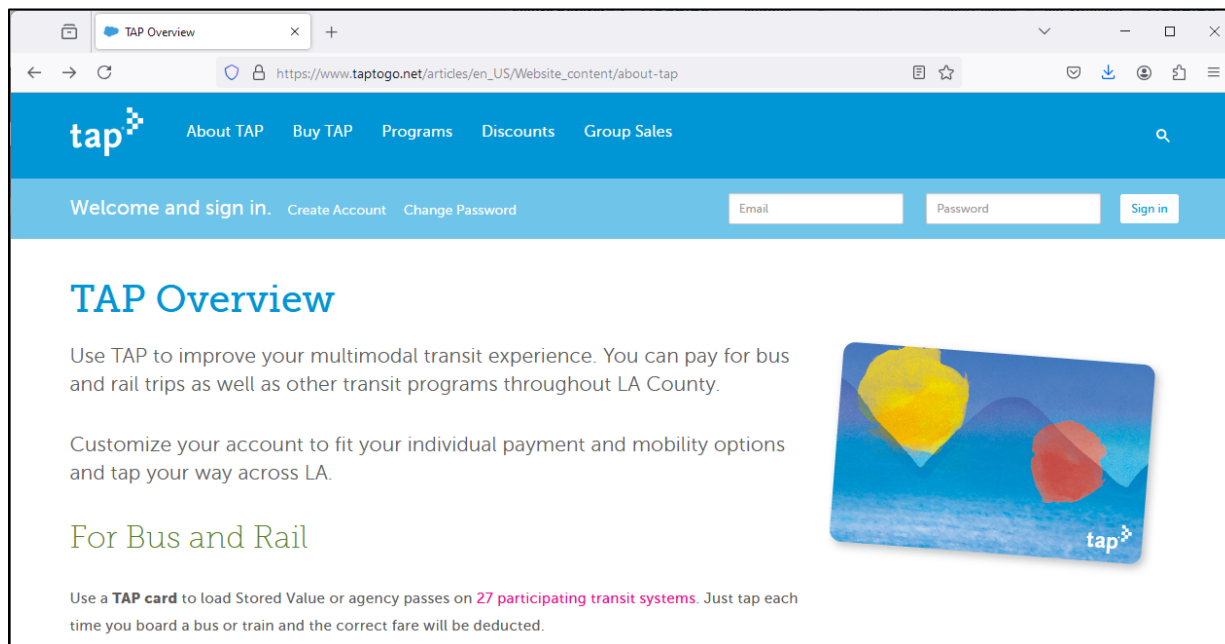 TAP Overview
https://www.taptogo.net/articles/en_US/Website_content/about-tap
tap
About TAP Buy TAP Programs Discounts Group Sales
Welcome and sign in. Create Account Change Password Email Password Sign in
TAP Overview
Use TAP to improve your multimodal transit experience. You can pay for bus
and rail trips as well as other transit programs throughout LA County.
Customize your account to fit your individual payment and mobility options
and tap your way across LA.
tap
For Bus and Rail
Use a TAP card to load Stored Value or agency passes on 27 participating transit systems. Just tap each
time you board a bus or train and the correct fare will be deducted.